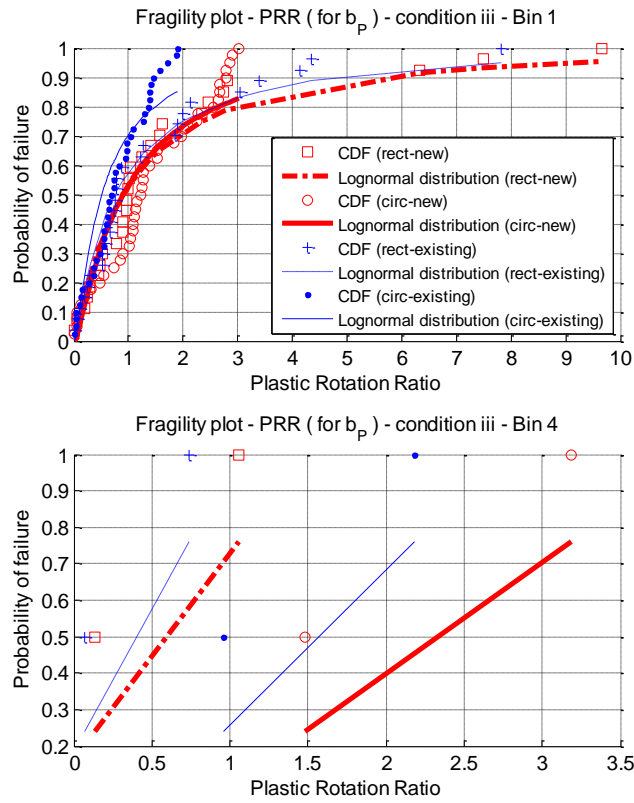 Fragility plot - PRR ( for b_P ) - condition iii - Bin 1
1
0.9
0.8
0.7
0.6
0.5
0.4
0.3
0.2
0.1
0
Probability of failure
CDF (rect-new)
Lognormal distribution (rect-new)
CDF (circ-new)
Lognormal distribution (circ-new)
CDF (rect-existing)
Lognormal distribution (rect-existing)
CDF (circ-existing)
Lognormal distribution (circ-existing)
0 1 2 3 4 5 6 7 8 9 10
Plastic Rotation Ratio
Fragility plot - PRR ( for b_P ) - condition iii - Bin 4
1
0.9
0.8
0.7
0.6
0.5
0.4
0.3
0.2
Probability of failure
0 0.5 1 1.5 2 2.5 3 3.5
Plastic Rotation Ratio